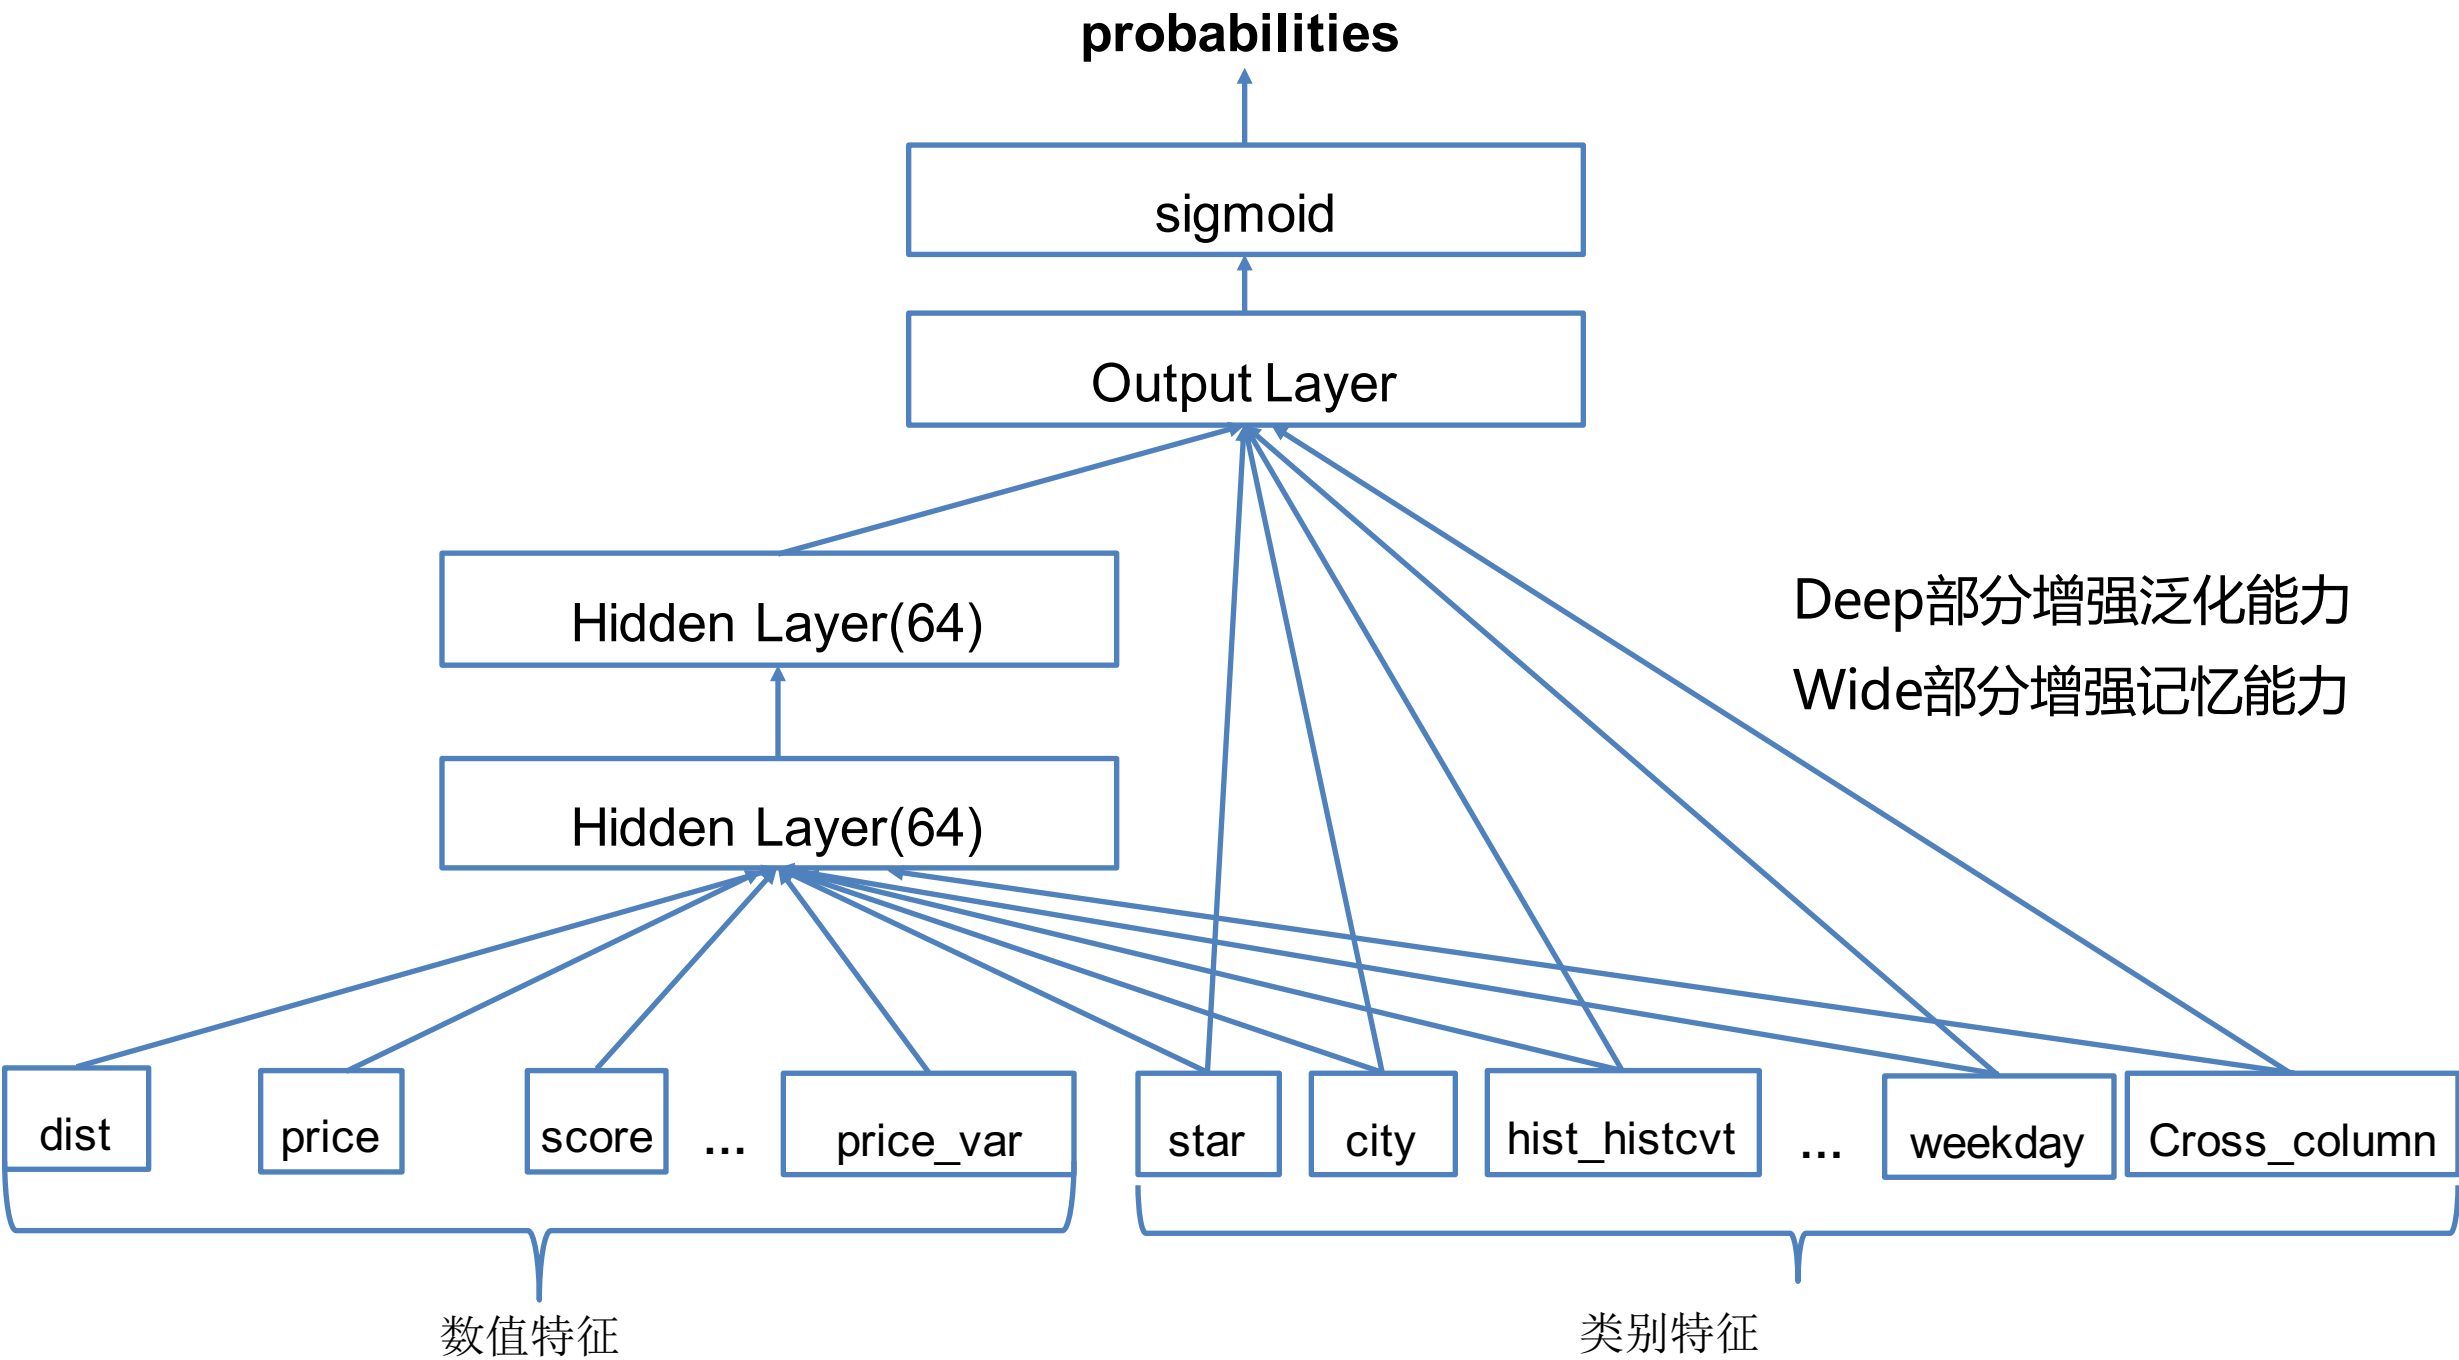 probabilities
sigmoid
Output Layer
Hidden Layer(64)
Deep部分增强泛化能力
Wide部分增强记忆能力
Hidden Layer(64)
dist
price
score
...
price_var
star
city
hist_histcvt
...
weekday
Cross_column
数值特征
类别特征